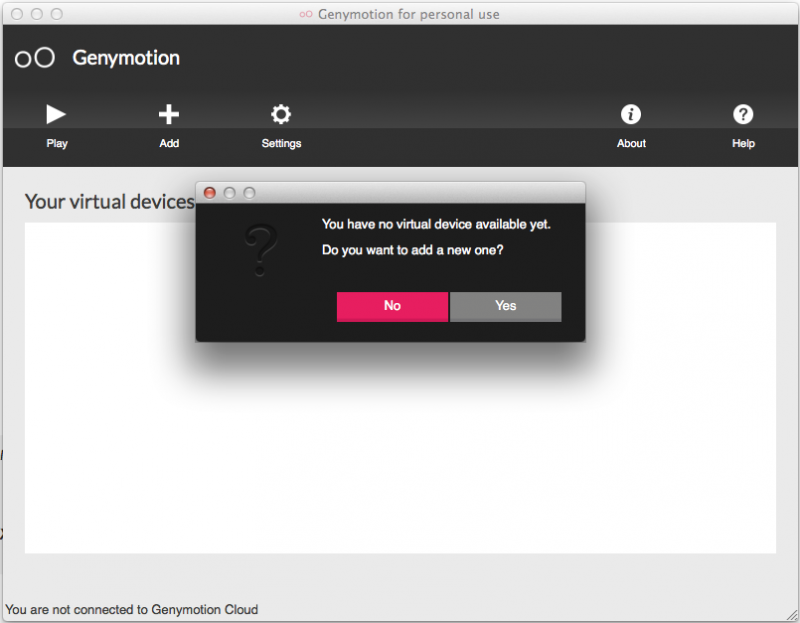 Genymotion for personal use
Genymotion
Play
Add
Settings
About
Help
Your virtual devices
You have no virtual device available yet.
Do you want to add a new one?
No
Yes
You are not connected to Genymotion Cloud